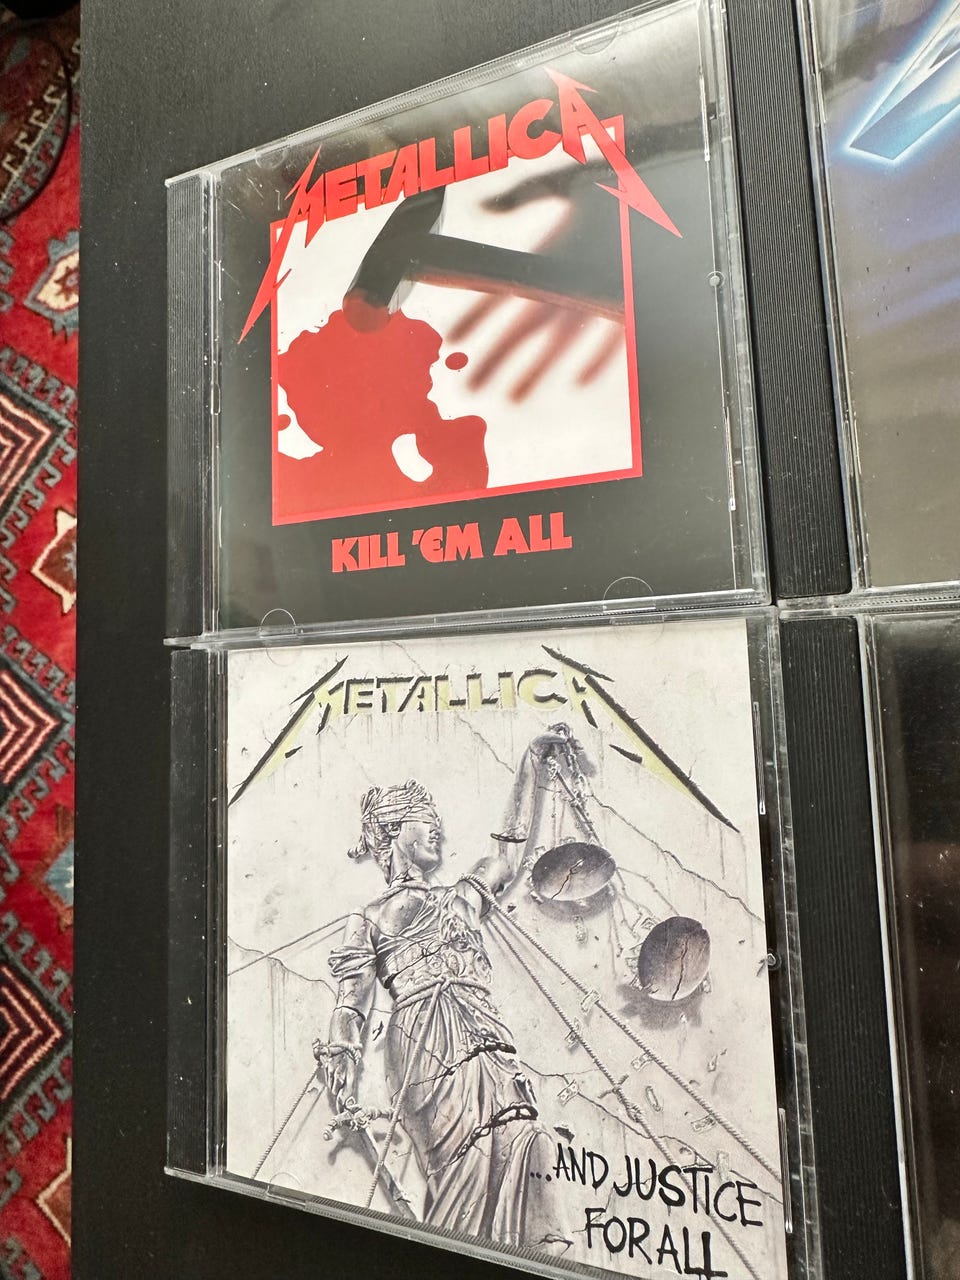 METALLICA
KILL 'EM ALL
METALLICA
...AND JUSTICE
FOR ALL